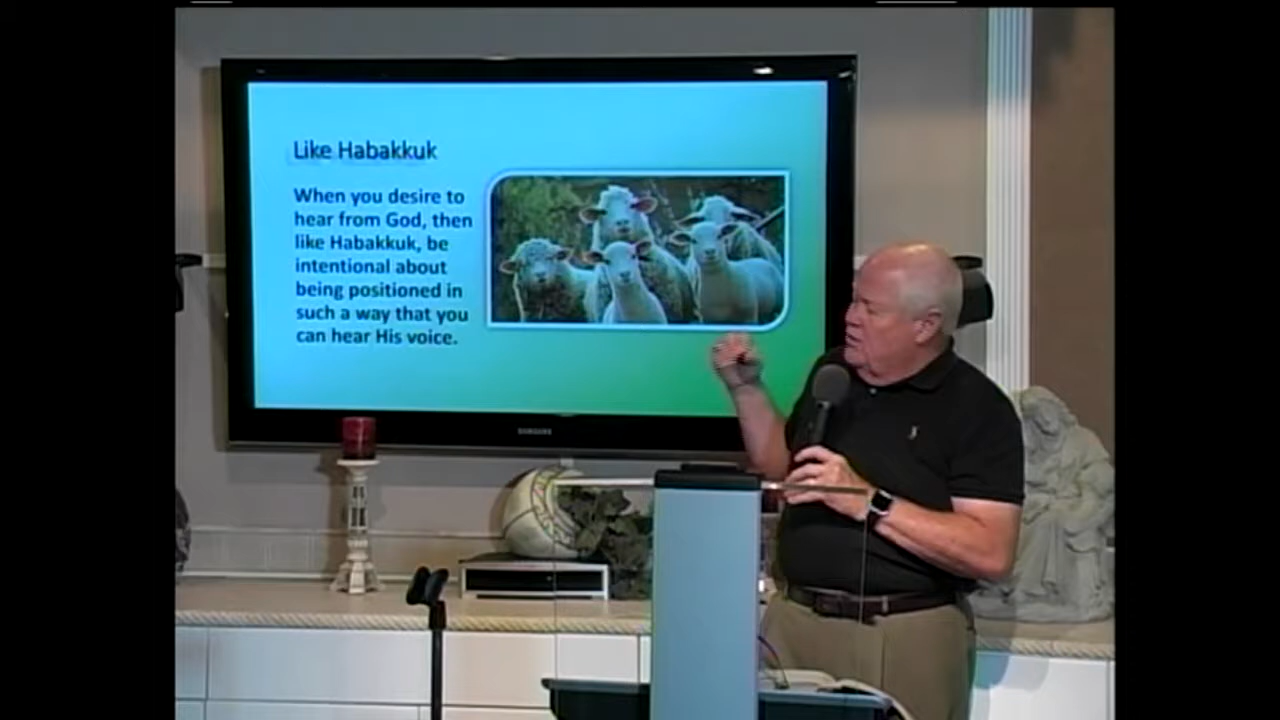 Like Habakkuk
When you desire to
hear from God, then
like Habakkuk, be
intentional about
being positioned in
such a way that you
can hear His voice.
SAMSUNG